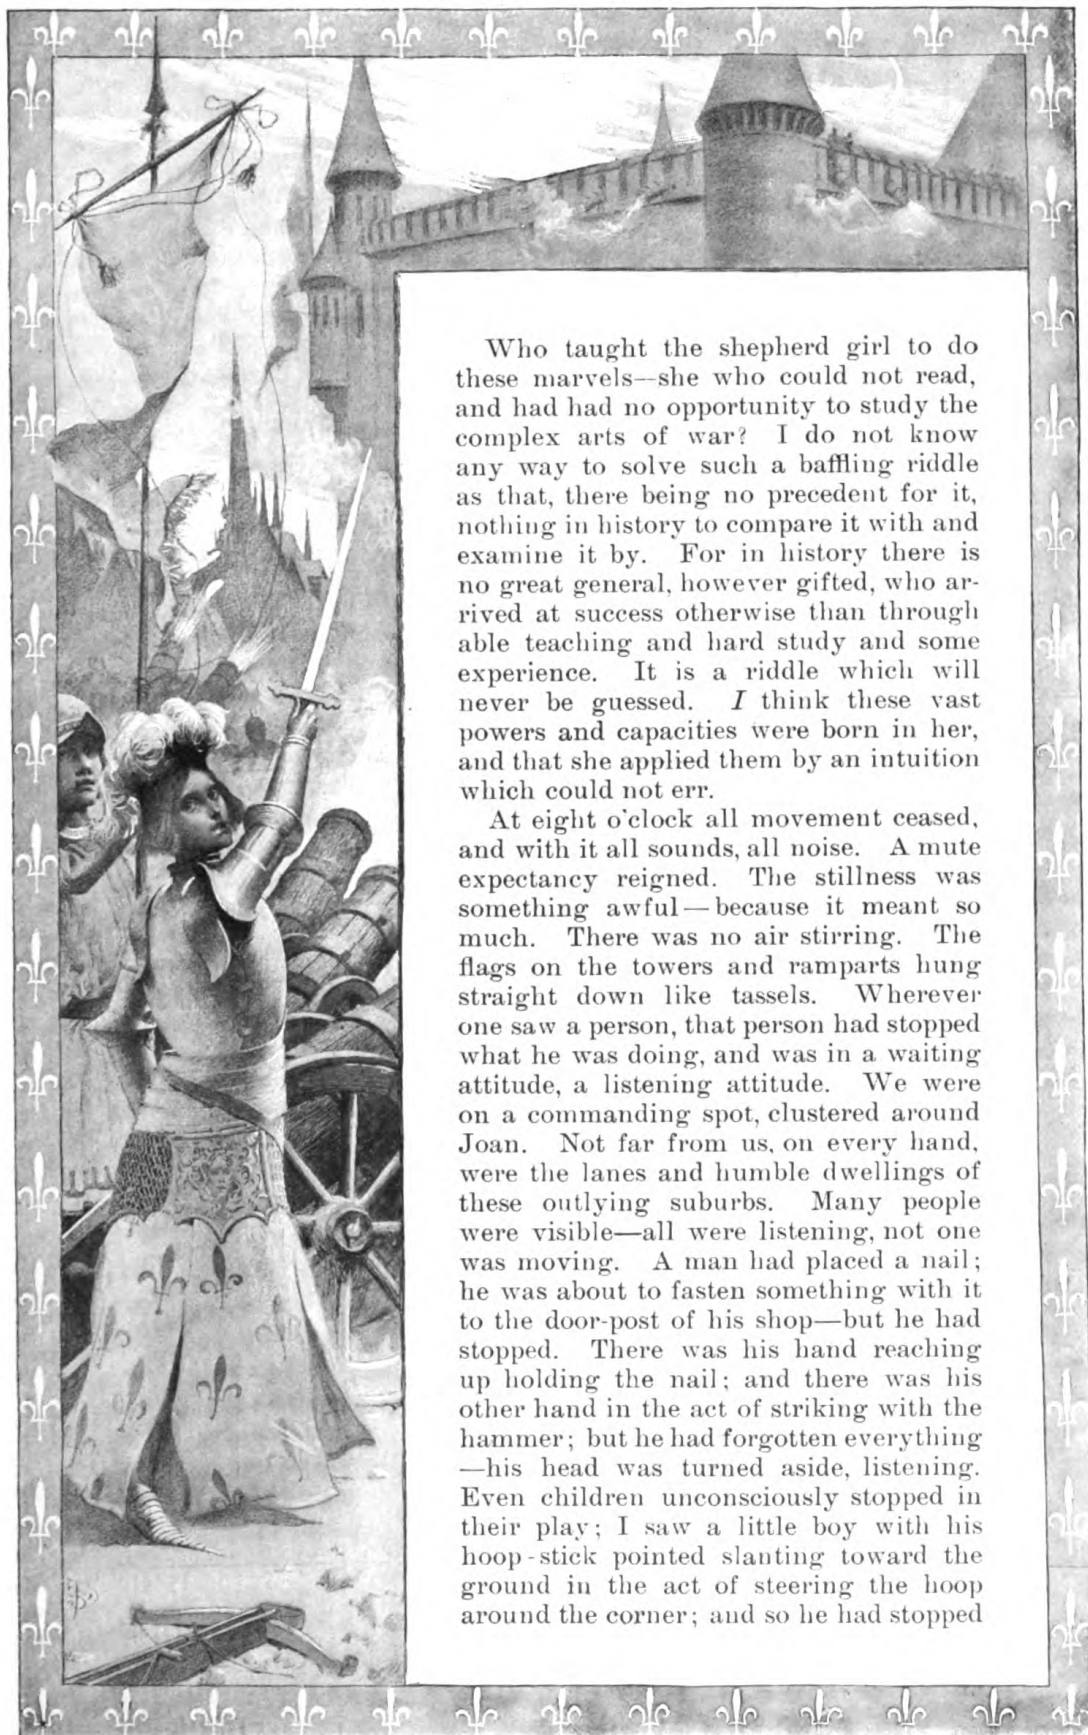 Who taught the shepherd girl to do
these marvels—she who could not read,
and had had no opportunity to study the
complex arts of war? I do not know
any way to solve such a baffling riddle
as that, there being no precedent for it,
nothing in history to compare it with and
examine it by. For in history there is
no great general, however gifted, who ar-
rived at success otherwise than through
able teaching and hard study and some
experience. It is a riddle which will
never be guessed. I think these vast
powers and capacities were born in her,
and that she applied them by an intuition
which could not err.
At eight o'clock all movement ceased,
and with it all sounds, all noise. A mute
expectancy reigned. The stillness was
something awful—because it meant so
much. There was no air stirring. The
flags on the towers and ramparts hung
straight down like tassels. Wherever
one saw a person, that person had stopped
what he was doing, and was in a waiting
attitude, a listening attitude. We were
on a commanding spot, clustered around
Joan. Not far from us, on every hand,
were the lanes and humble dwellings of
these outlying suburbs. Many people
were visible—all were listening, not one
was moving. A man had placed a nail;
he was about to fasten something with it
to the door-post of his shop—but he had
stopped. There was his hand reaching
up holding the nail; and there was his
other hand in the act of striking with the
hammer; but he had forgotten everything
—his head was turned aside, listening.
Even children unconsciously stopped in
their play; I saw a little boy with his
hoop-stick pointed slanting toward the
ground in the act of steering the hoop
around the corner; and so he had stopped